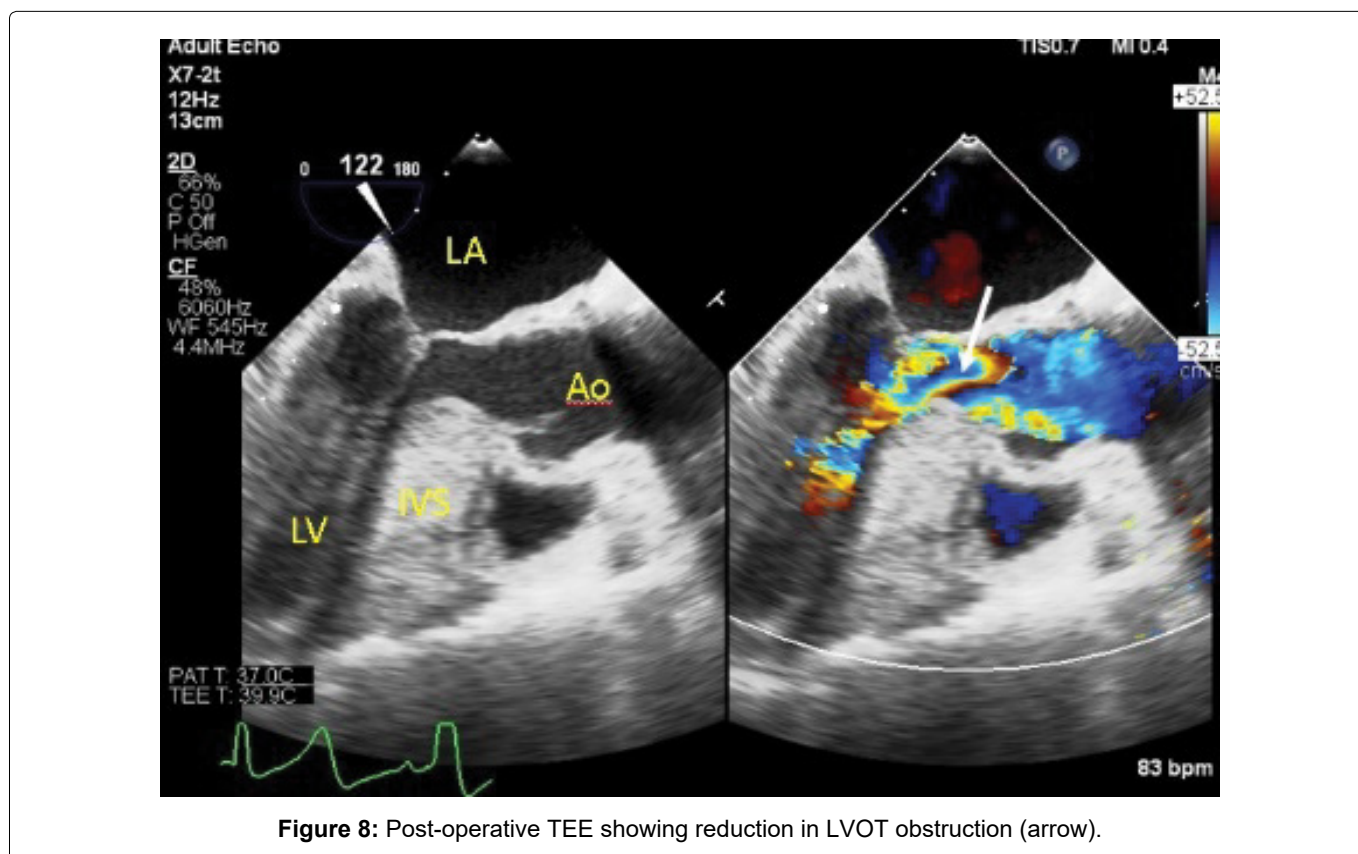 Adult Echo
TIS0.7 MI 0.4
X7-2t
12Hz
13cm
2D
66%
C 50
P Off
HGen
CF
48%
6060Hz
WF 545Hz
4.4MHz
0 122 180
P
+52.5
-52.5
cm/s
LA
Ao
IVS
LV
PAT T: 37.0C
TEE T: 39.9C
83 bpm
Figure 8: Post-operative TEE showing reduction in LVOT obstruction (arrow).